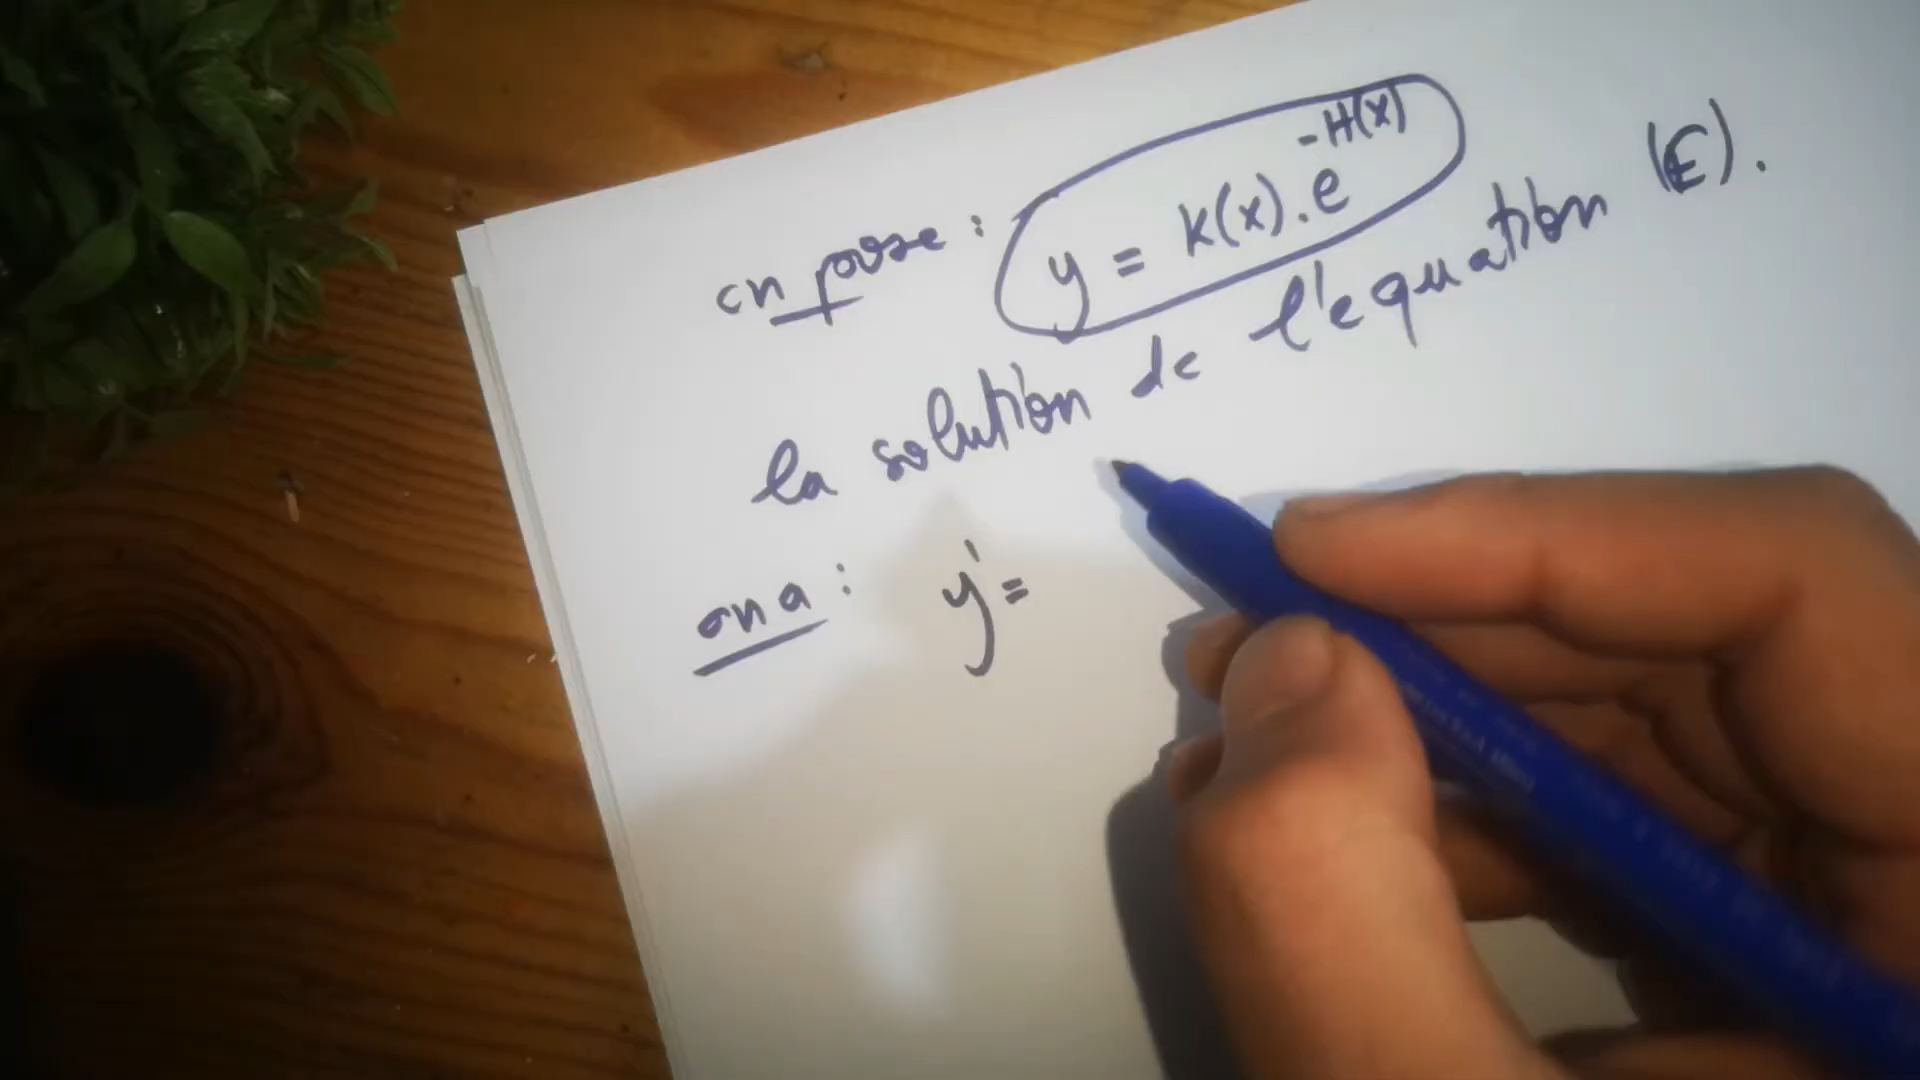 on pose : y = K(x).e^-H(x)
la solution de l'equation (E).
on a : y' =